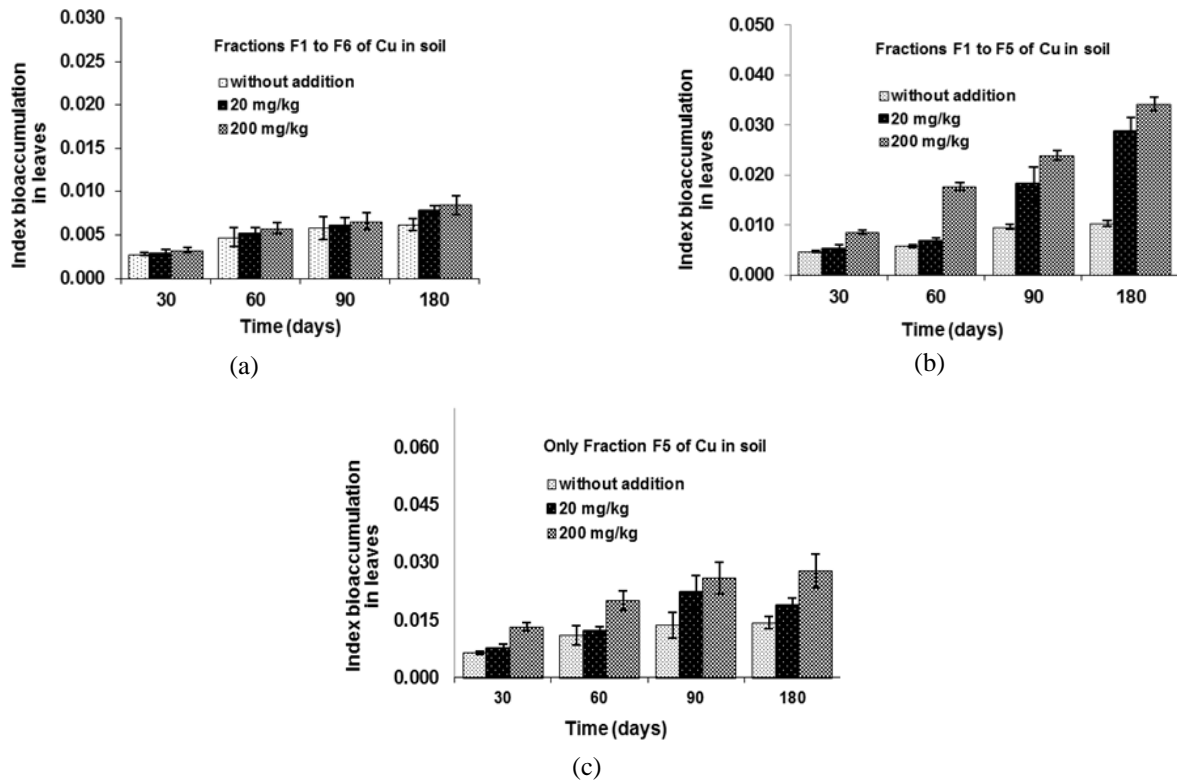 0.030
0.025
0.020
0.015
0.010
0.005
0.000
Index bioaccumulation
in leaves
Fractions F1 to F6 of Cu in soil
without addition
20 mg/kg
200 mg/kg
30 60 90 180
Time (days)
(a)
0.050
0.040
0.030
0.020
0.010
0.000
Index bioaccumulation
in leaves
Fractions F1 to F5 of Cu in soil
without addition
20 mg/kg
200 mg/kg
30 60 90 180
Time (days)
(b)
0.060
0.045
0.030
0.015
0.000
Index bioaccumulation
in leaves
Only Fraction F5 of Cu in soil
without addition
20 mg/kg
200 mg/kg
30 60 90 180
Time (days)
(c)